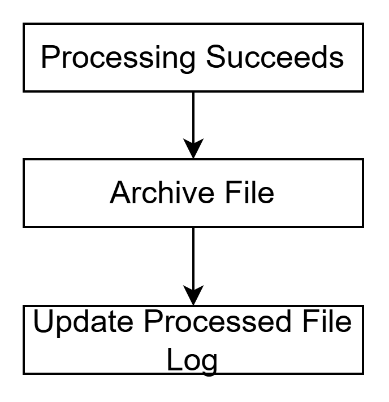 Processing Succeeds
Archive File
Update Processed File
Log